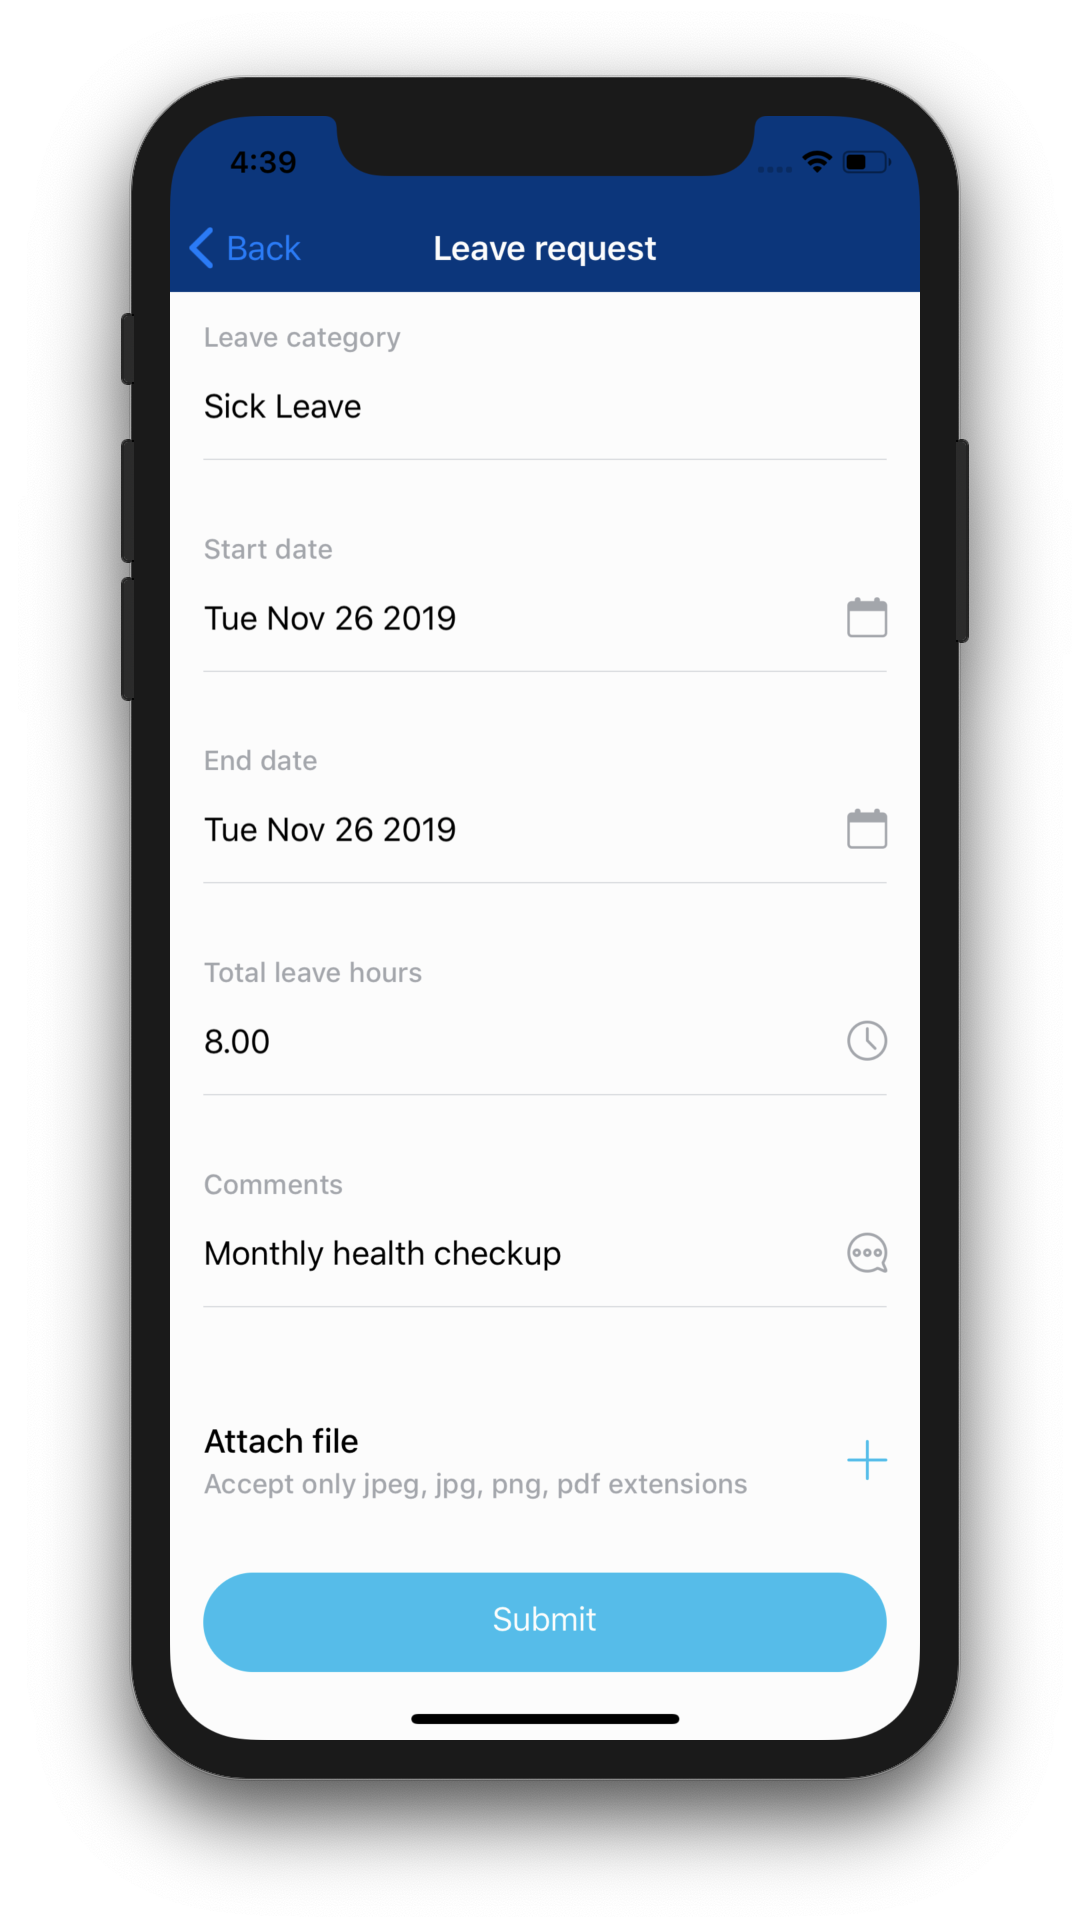 4:39
Back
Leave request
Leave category
Sick Leave
Start date
Tue Nov 26 2019
End date
Tue Nov 26 2019
Total leave hours
8.00
Comments
Monthly health checkup
Attach file
Accept only jpeg, jpg, png, pdf extensions
Submit